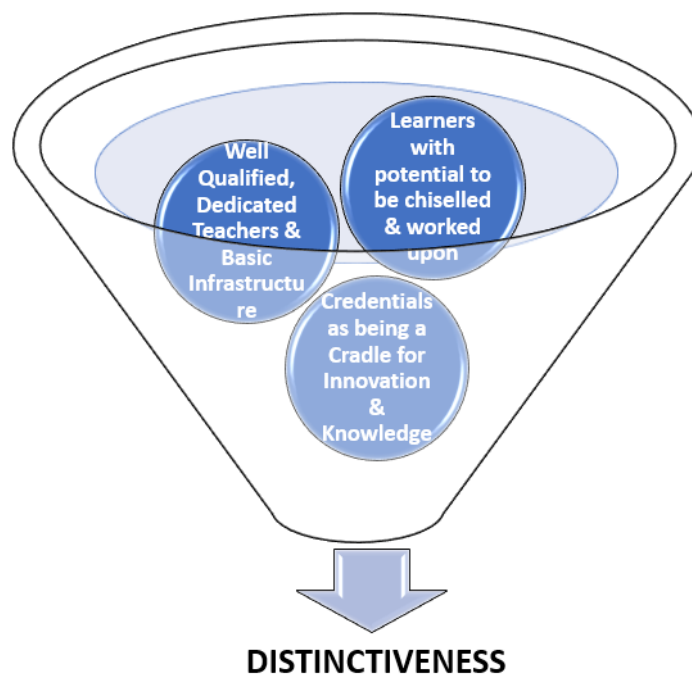 Well
Qualified,
Dedicated
Teachers &
Basic
Infrastructu
re
Learners
with
potential to
be chiselled
& worked
upon
Credentials
as being a
Cradle for
Innovation
&
Knowledge
DISTINCTIVENESS